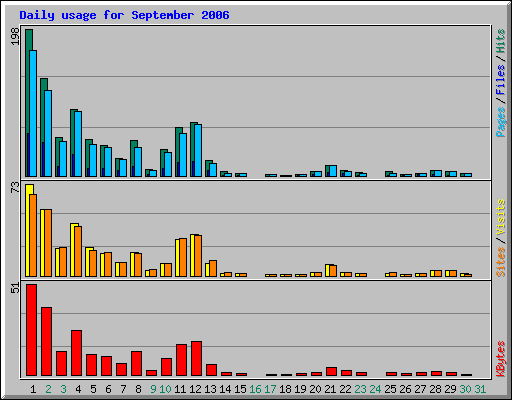 Daily usage for September 2006
198
Pages / Files / Hits
73
Sites / Visits
51
KBytes
1 2 3 4 5 6 7 8 9 10 11 12 13 14 15 16 17 18 19 20 21 22 23 24 25 26 27 28 29 30 31